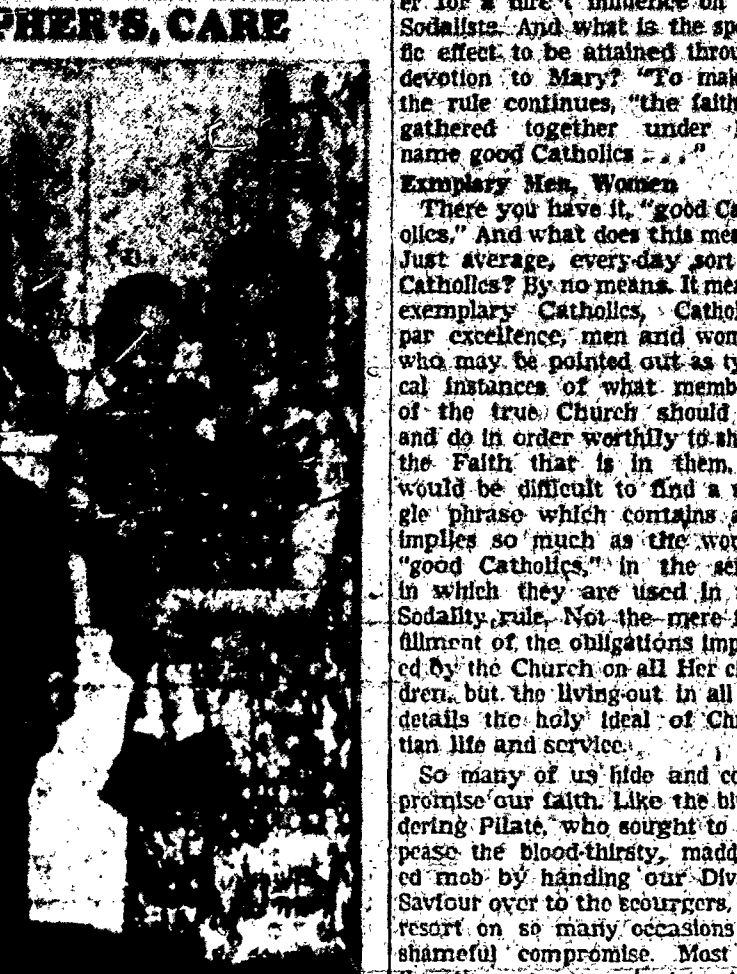 PHER'S, CARE
er for a more t influence on
Sodalists. And what is the spe
fic effect to be attained throu
devotion to Mary? "To mak
the rule continues, "the faith
gathered together under
name good Catholics . . . "
Exmplary Men, Women
There you have it, "good Ca
olics." And what does this mea
Just average, every-day sort
Catholics? By no means. It mea
exemplary Catholics, Cathol
par excellence, men and wom
who may be pointed out as ty
cal instances of what memb
of the true Church should
and do in order worthily to sh
the Faith that is in them.
would be difficult to find a
gle phrase which contains a
implies so much as the wor
"good Catholics," in the se
in which they are used in
Sodality rule. Not the mere f
fillment of the obligations imp
ed by the Church on all Her c
dren, but the living-out in all
details the holy ideal of Chr
tian life and service.
So many of us hide and co
promise our faith. Like the bl
dering Pilate, who sought to
pease the blood-thirsty, madd
ed mob by handing our Div
Saviour over to the scourgers,
resort on so many occasions
shameful compromise. Most